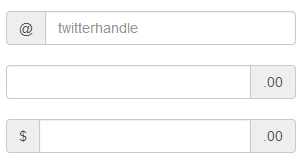 @ twitterhandle
.00
$ .00